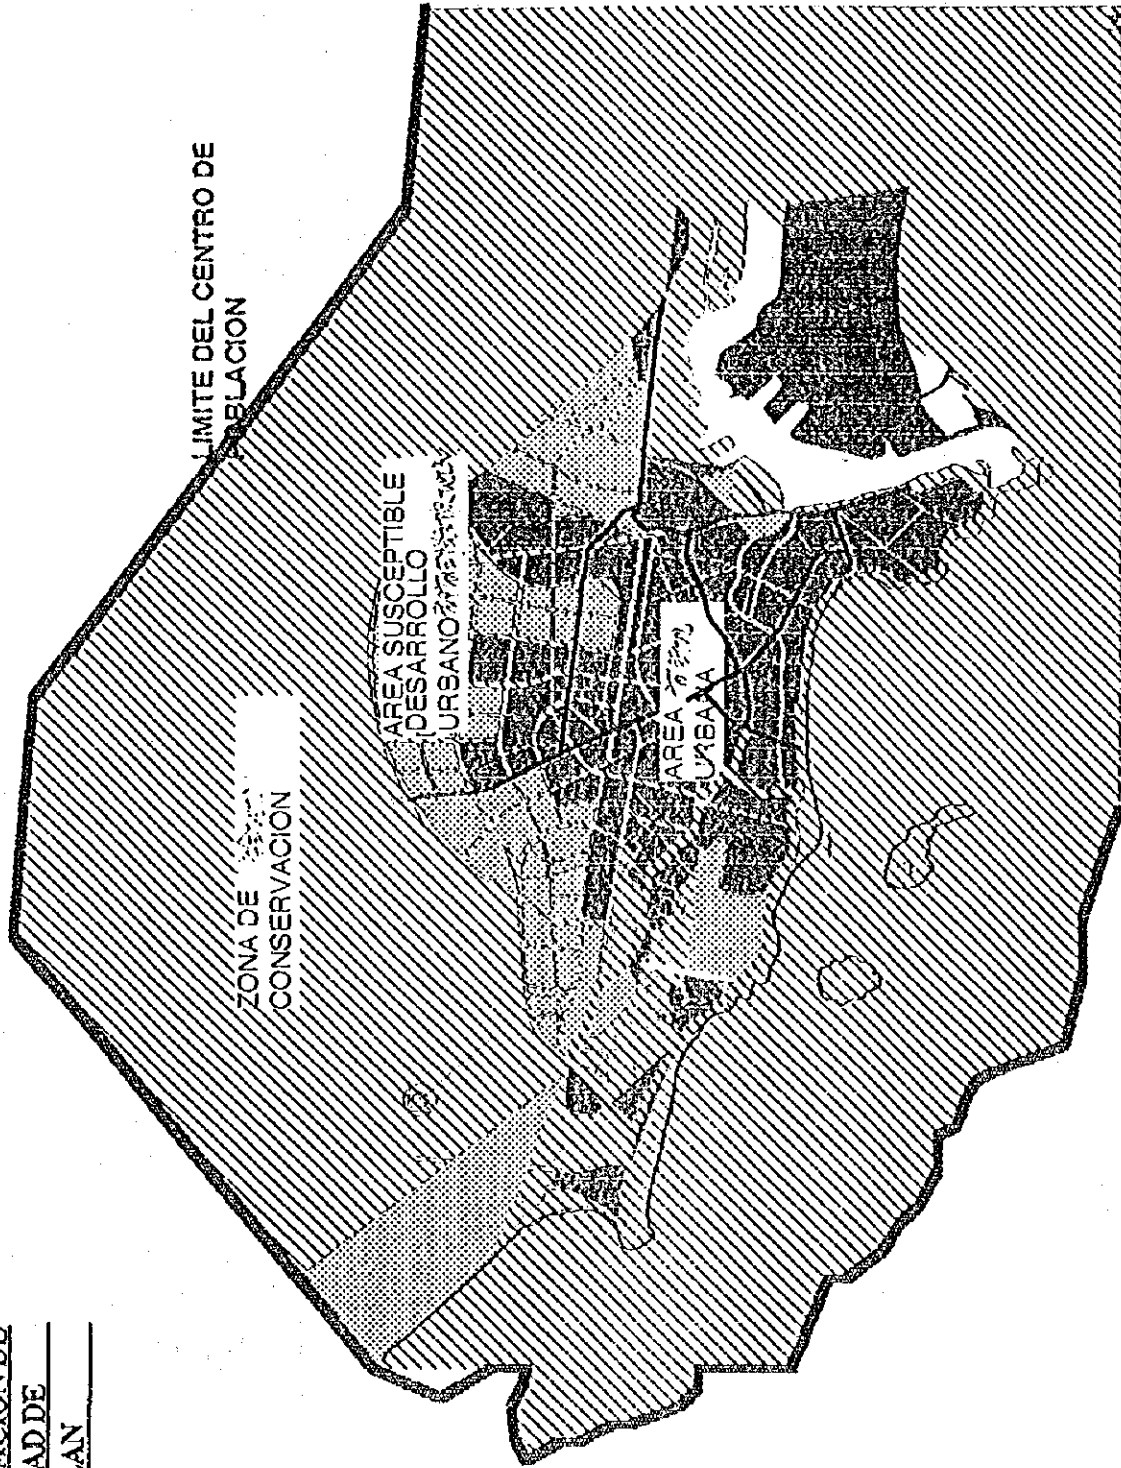 AD DE
AN
LIMITE DEL CENTRO DE
POBLACION
ZONA DE
CONSERVACION
AREA SUSCEPTIBLE
DESARROLLO
URBANO
AREA
URBANA